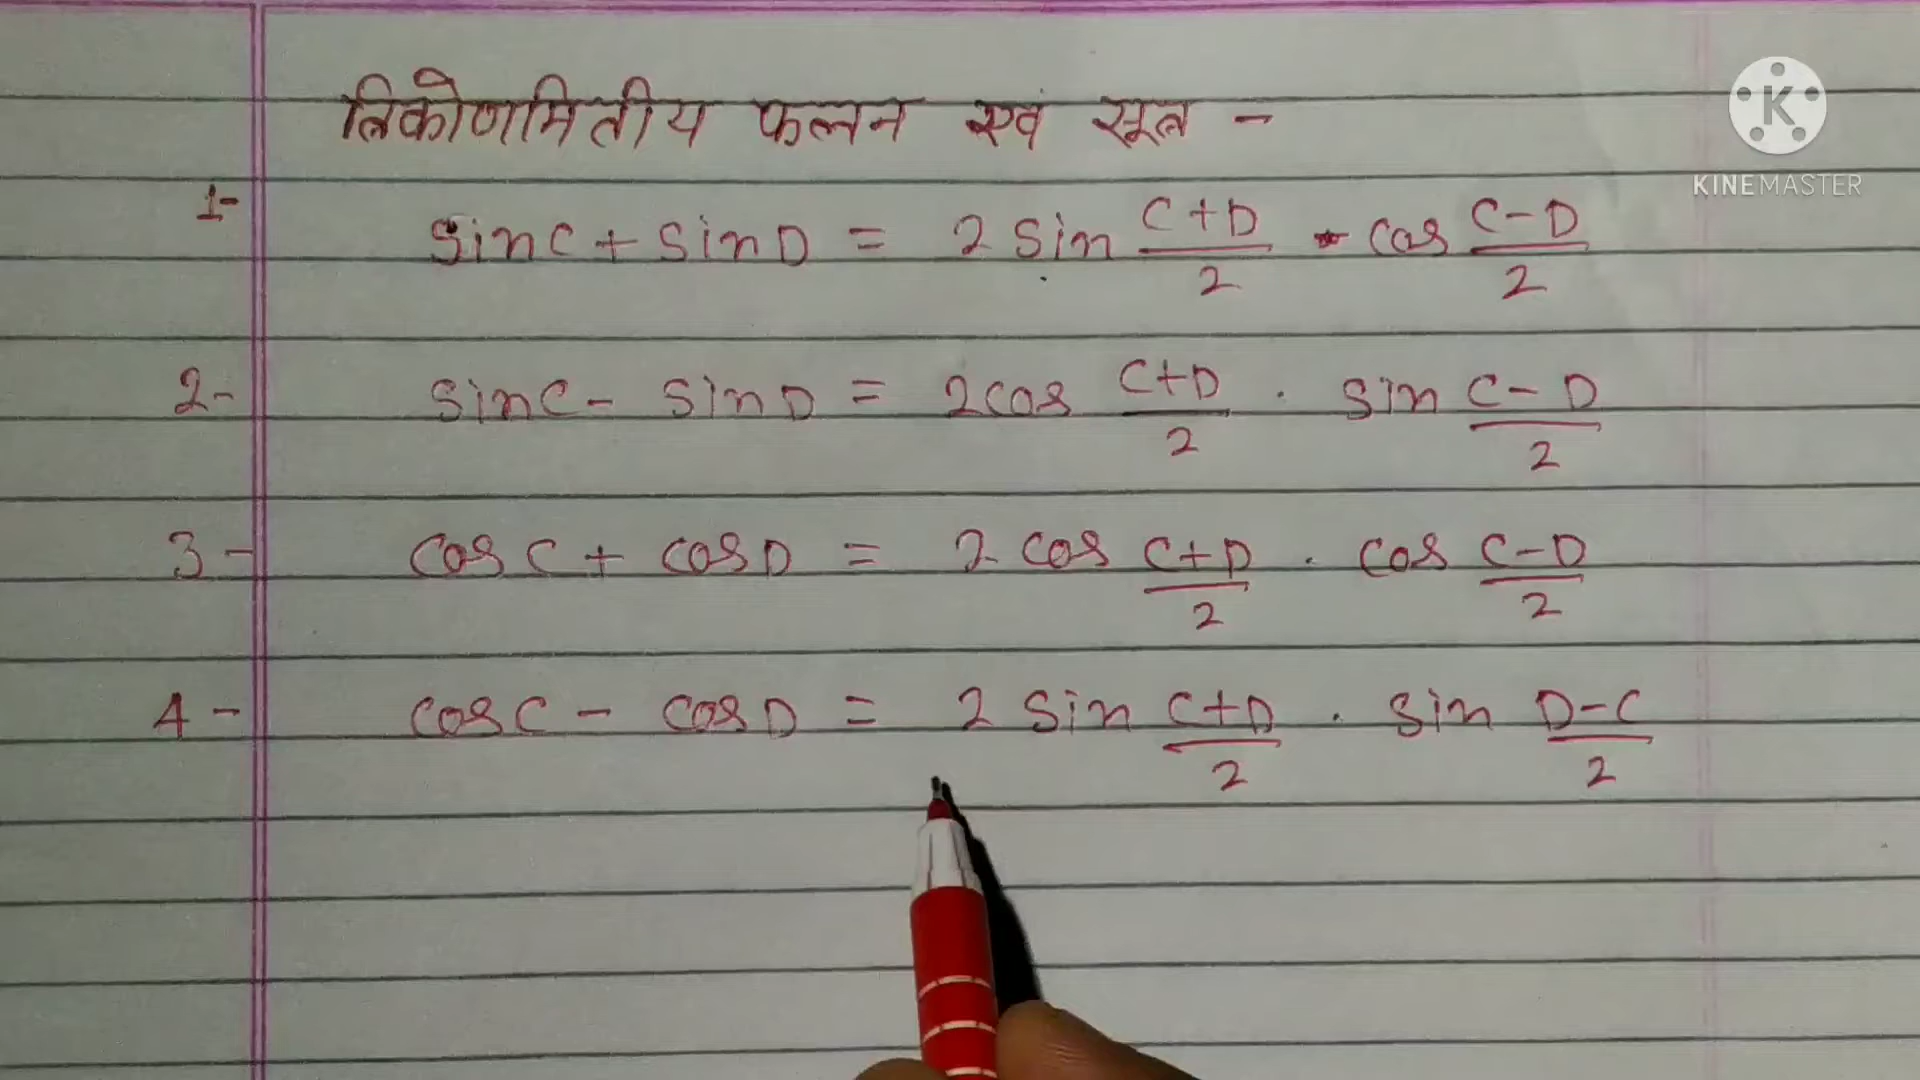 त्रिकोणमितीय फलन एवं सूत्र -
KINEMASTER
1- sinC + sinD = 2 sin (C+D)/2 · cos (C-D)/2
2- sinC - sinD = 2cos (C+D)/2 · sin (C-D)/2
3- cosC + cosD = 2 cos (C+D)/2 · cos (C-D)/2
4- cosC - cosD = 2 sin (C+D)/2 · sin (D-C)/2